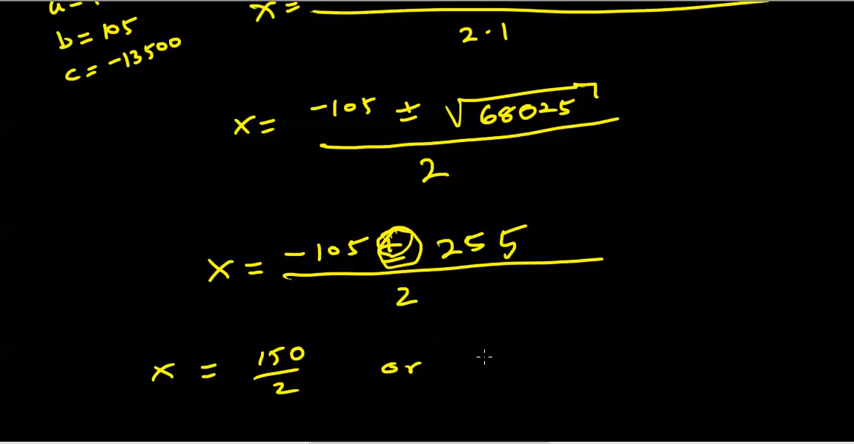 x =
2 · 1
b = 105
c = -13500
x = -105 ± √68025 / 2
x = -105 ± 255 / 2
x = 150/2 or